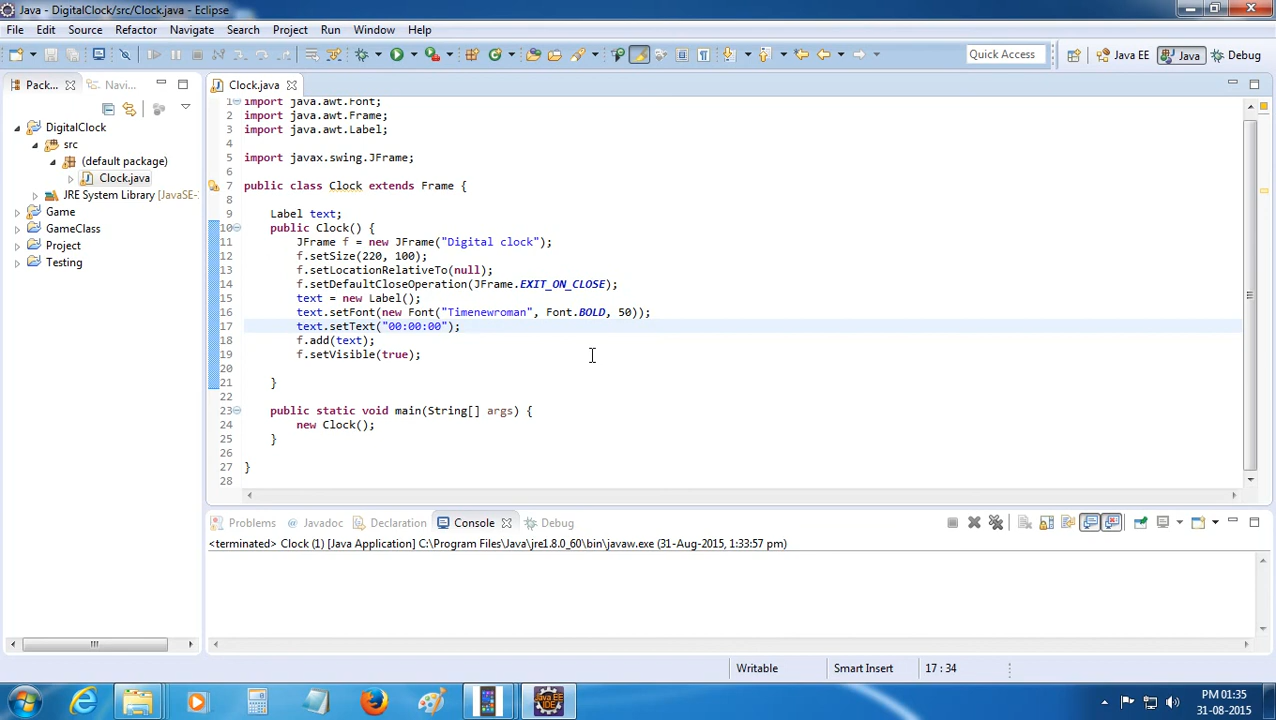 Java - DigitalClock/src/Clock.java - Eclipse
File Edit Source Refactor Navigate Search Project Run Window Help
Quick Access Java EE Java Debug
Pack... Navi... Clock.java
DigitalClock
src
(default package)
Clock.java
JRE System Library [JavaSE-
Game
GameClass
Project
Testing
1 import java.awt.Font;
2 import java.awt.Frame;
3 import java.awt.Label;
4
5 import javax.swing.JFrame;
6
7 public class Clock extends Frame {
8
9 Label text;
10 public Clock() {
11 JFrame f = new JFrame("Digital clock");
12 f.setSize(220, 100);
13 f.setLocationRelativeTo(null);
14 f.setDefaultCloseOperation(JFrame.EXIT_ON_CLOSE);
15 text = new Label();
16 text.setFont(new Font("Timenewroman", Font.BOLD, 50));
17 text.setText("00:00:00");
18 f.add(text);
19 f.setVisible(true);
20
21 }
22
23 public static void main(String[] args) {
24 new Clock();
25 }
26
27 }
28
Problems Javadoc Declaration Console Debug
<terminated> Clock (1) [Java Application] C:\Program Files\Java\jre1.8.0_60\bin\javaw.exe (31-Aug-2015, 1:33:57 pm)
Writable Smart Insert 17 : 34
PM 01:35
31-08-2015